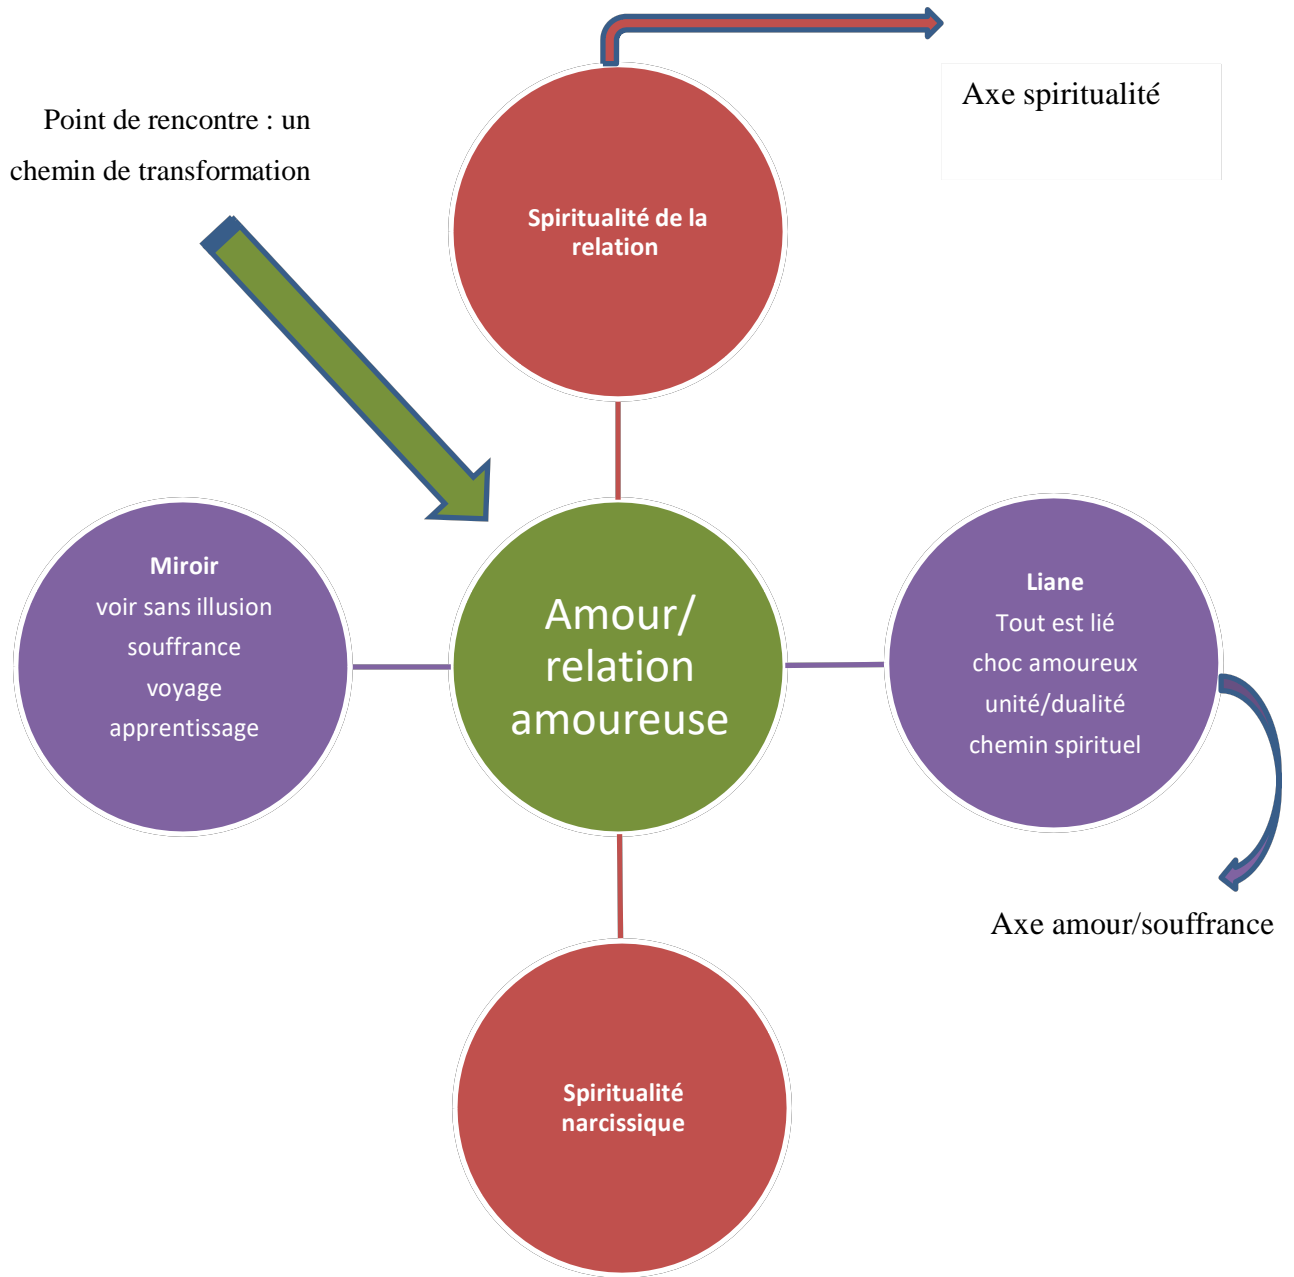 Axe spiritualité
Point de rencontre : un
chemin de transformation
Spiritualité de la
relation
Miroir
voir sans illusion
souffrance
voyage
apprentissage
Amour/
relation
amoureuse
Liane
Tout est lié
choc amoureux
unité/dualité
chemin spirituel
Axe amour/souffrance
Spiritualité
narcissique